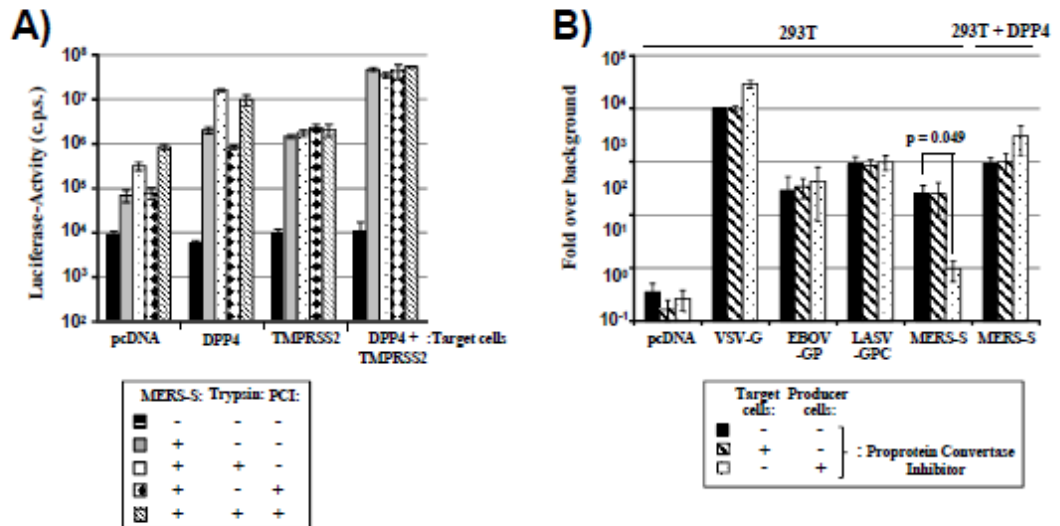 A)
Luciferase-Actvity (c.p.s.)
10⁸
10⁷
10⁶
10⁵
10⁴
10³
10²
pcDNA
DPP4
TMPRSS2
DPP4 +
TMPRSS2
:Target cells
MERS-S: Trypsin: PCI:
- - -
+ - -
+ + -
+ - +
+ + +
B)
293T
293T + DPP4
Fold over background
10⁵
10⁴
10³
10²
10¹
10⁰
10⁻¹
p = 0.049
pcDNA
VSV-G
EBOV
-GP
LASV
-GPC
MERS-S
MERS-S
Target Producer
cells: cells:
- -
+ -
- +
: Proprotein Convertase
Inhibitor